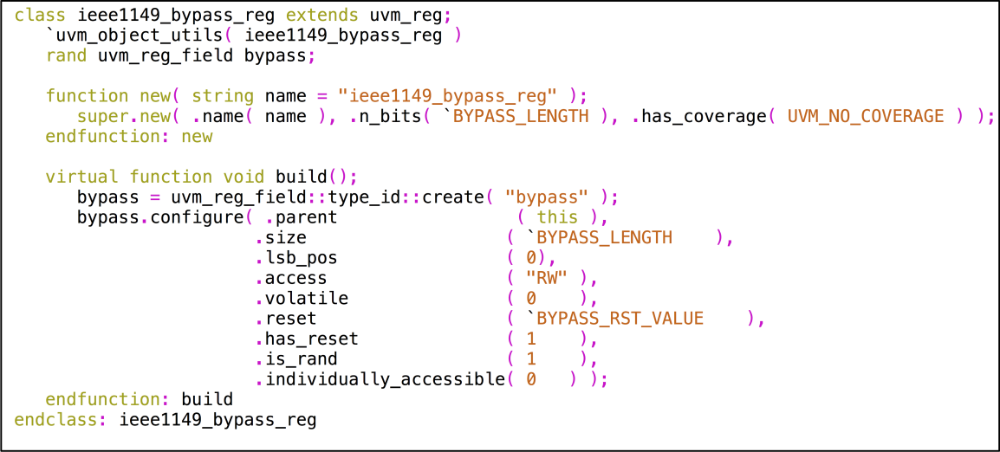 class ieee1149_bypass_reg extends uvm_reg;
   `uvm_object_utils( ieee1149_bypass_reg )
   rand uvm_reg_field bypass;

   function new( string name = "ieee1149_bypass_reg" );
      super.new( .name( name ), .n_bits( `BYPASS_LENGTH ), .has_coverage( UVM_NO_COVERAGE ) );
   endfunction: new

   virtual function void build();
      bypass = uvm_reg_field::type_id::create( "bypass" );
      bypass.configure( .parent                 ( this ),
                        .size                   ( `BYPASS_LENGTH    ),
                        .lsb_pos                ( 0),
                        .access                 ( "RW" ),
                        .volatile               ( 0    ),
                        .reset                  ( `BYPASS_RST_VALUE    ),
                        .has_reset              ( 1    ),
                        .is_rand                ( 1    ),
                        .individually_accessible( 0   ) );
   endfunction: build
endclass: ieee1149_bypass_reg